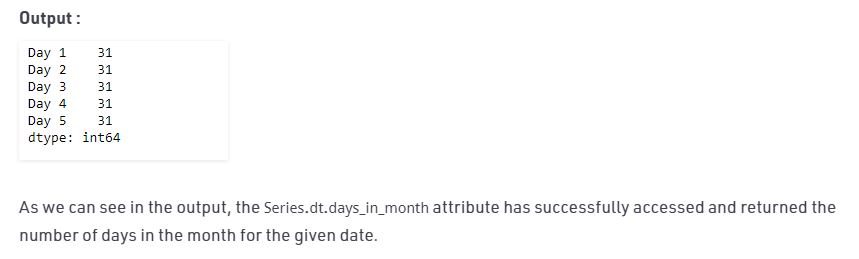 Output :
Day 1    31
Day 2    31
Day 3    31
Day 4    31
Day 5    31
dtype: int64
As we can see in the output, the Series.dt.days_in_month attribute has successfully accessed and returned the
number of days in the month for the given date.